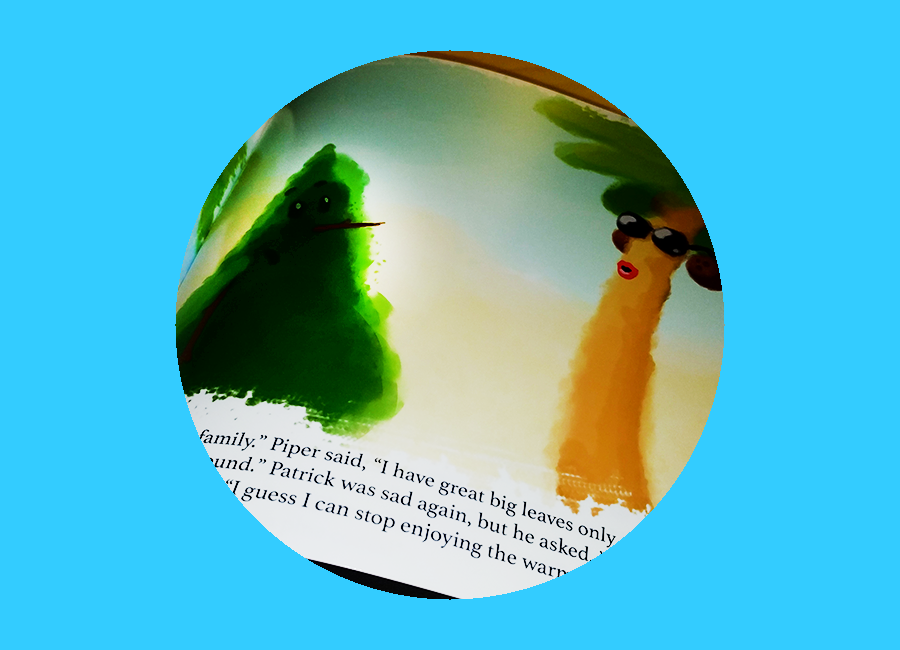 family.” Piper said, “I have great big leaves only
ound.” Patrick was sad again, but he asked,
“I guess I can stop enjoying the warm